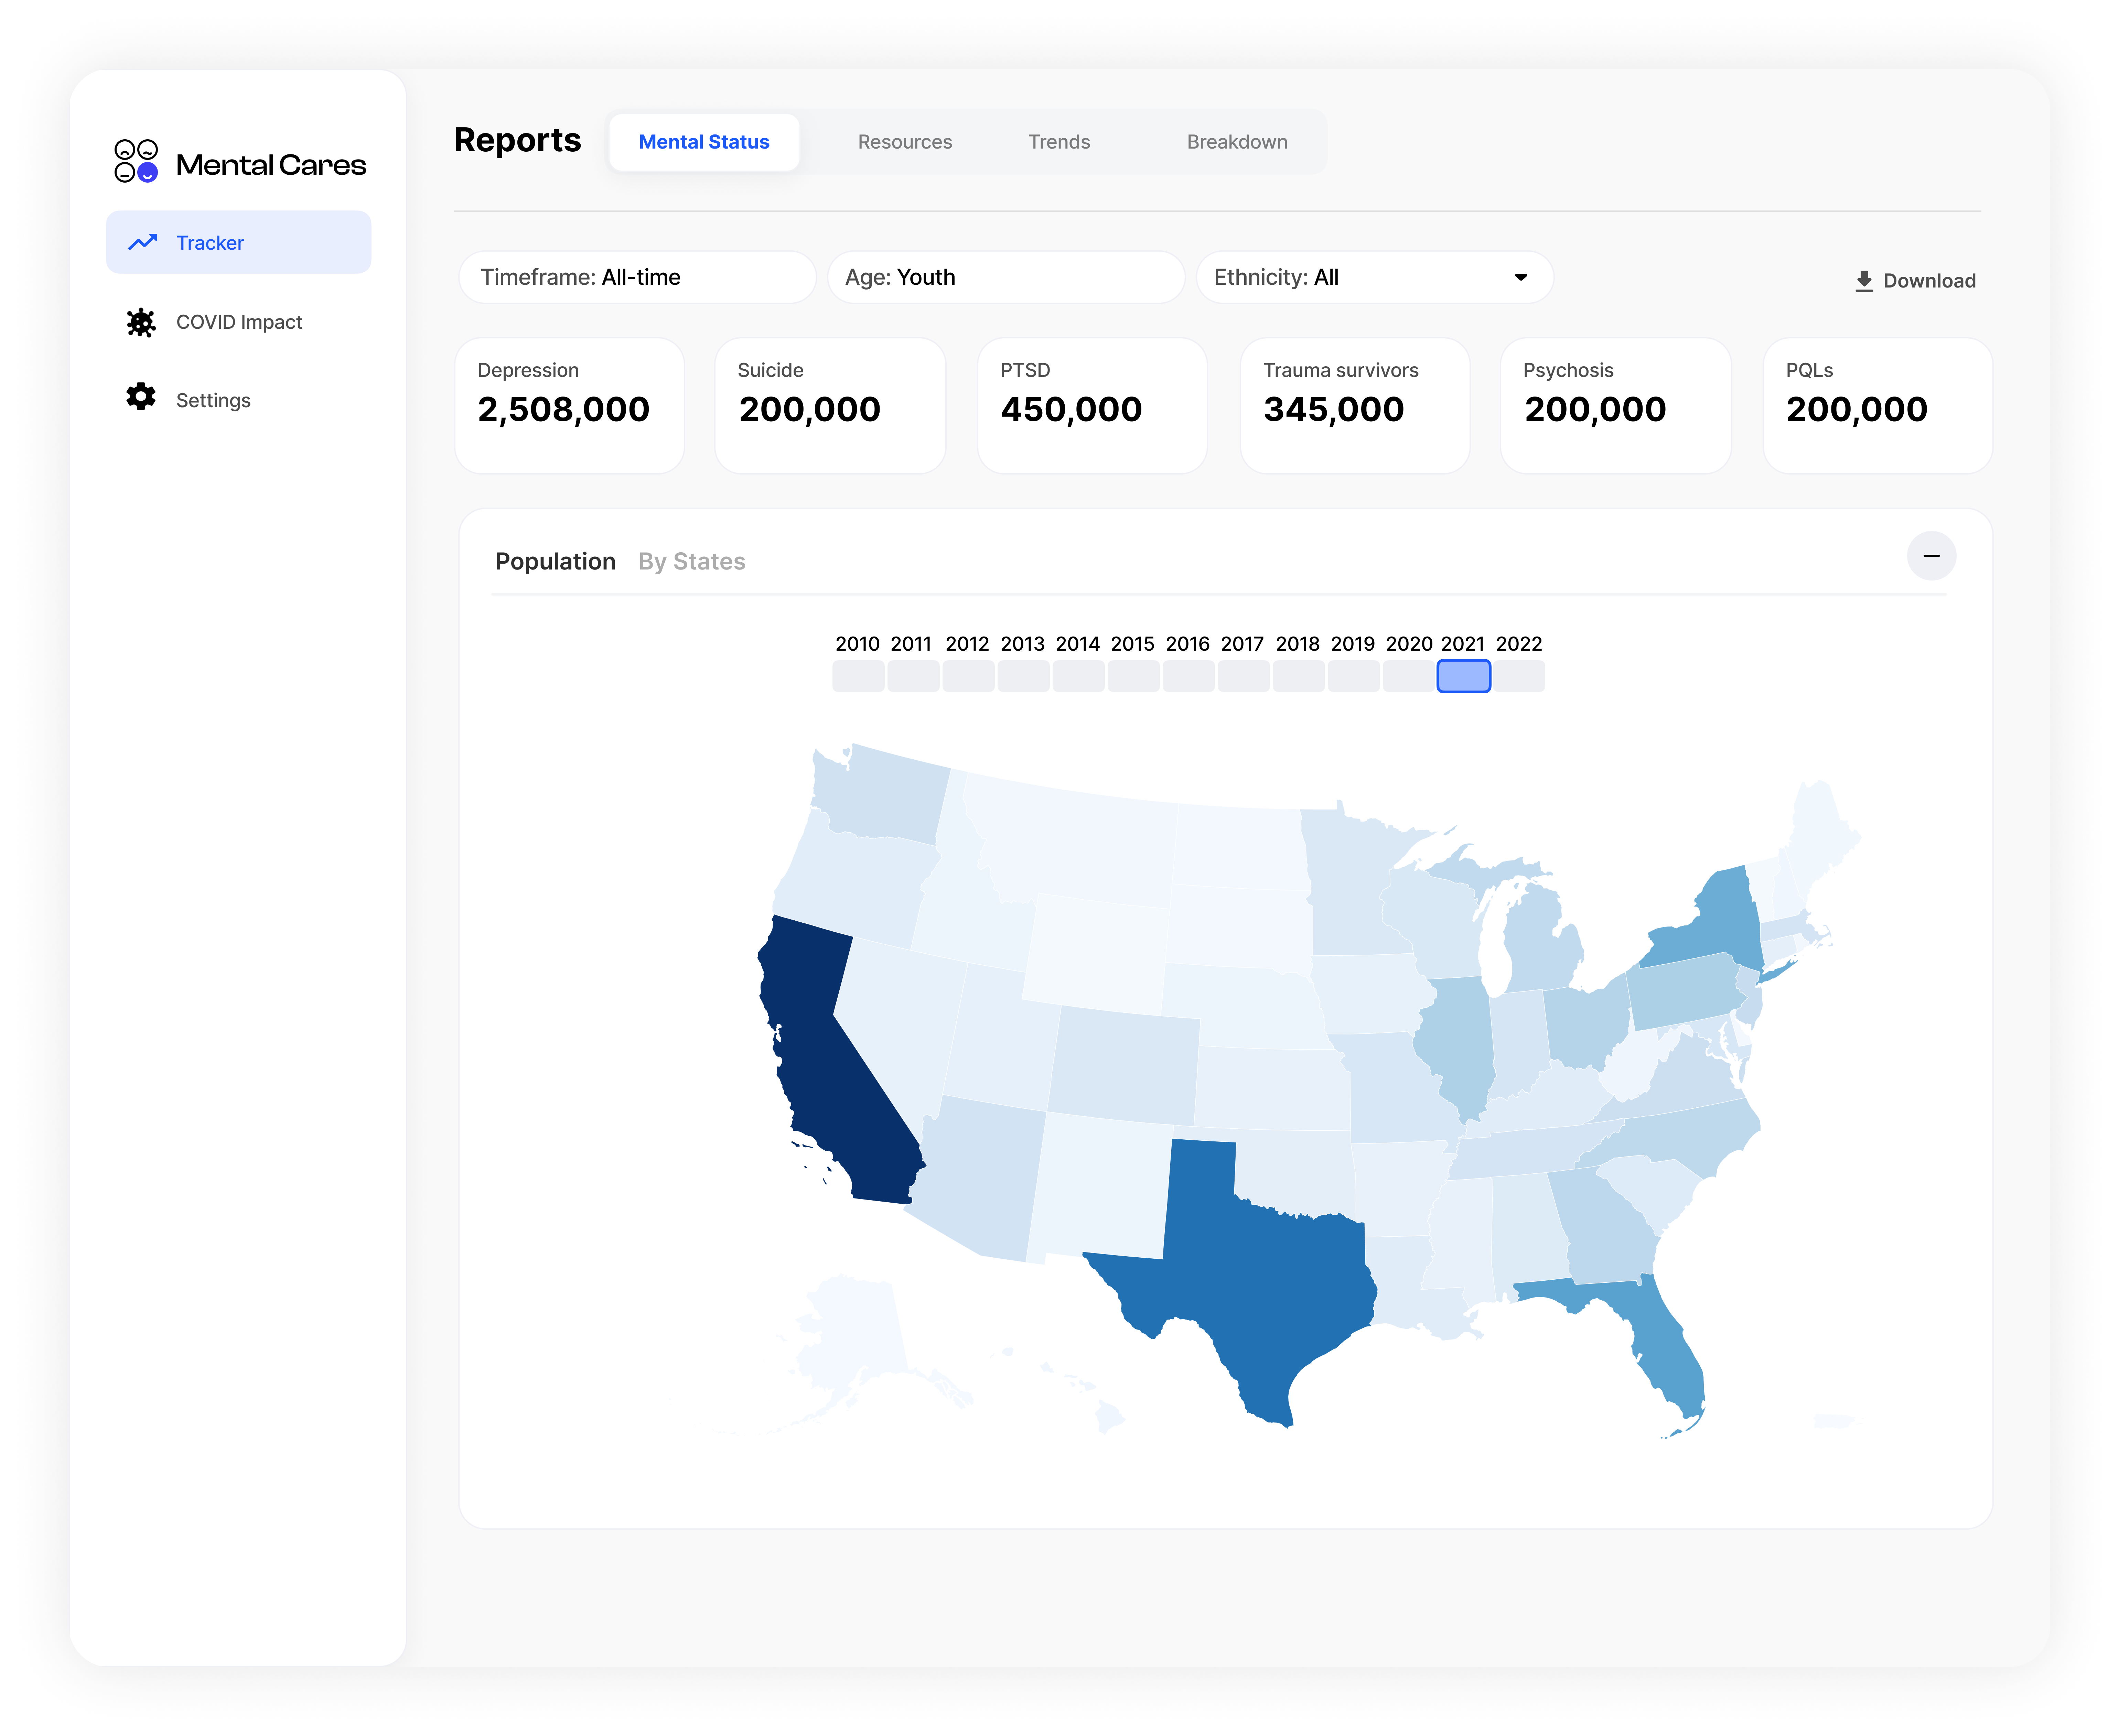 Mental Cares
Tracker
COVID Impact
Settings
Reports
Mental Status
Resources
Trends
Breakdown
Timeframe: All-time
Age: Youth
Ethnicity: All
Download
Depression
2,508,000
Suicide
200,000
PTSD
450,000
Trauma survivors
345,000
Psychosis
200,000
PQLs
200,000
Population
By States
2010 2011 2012 2013 2014 2015 2016 2017 2018 2019 2020 2021 2022